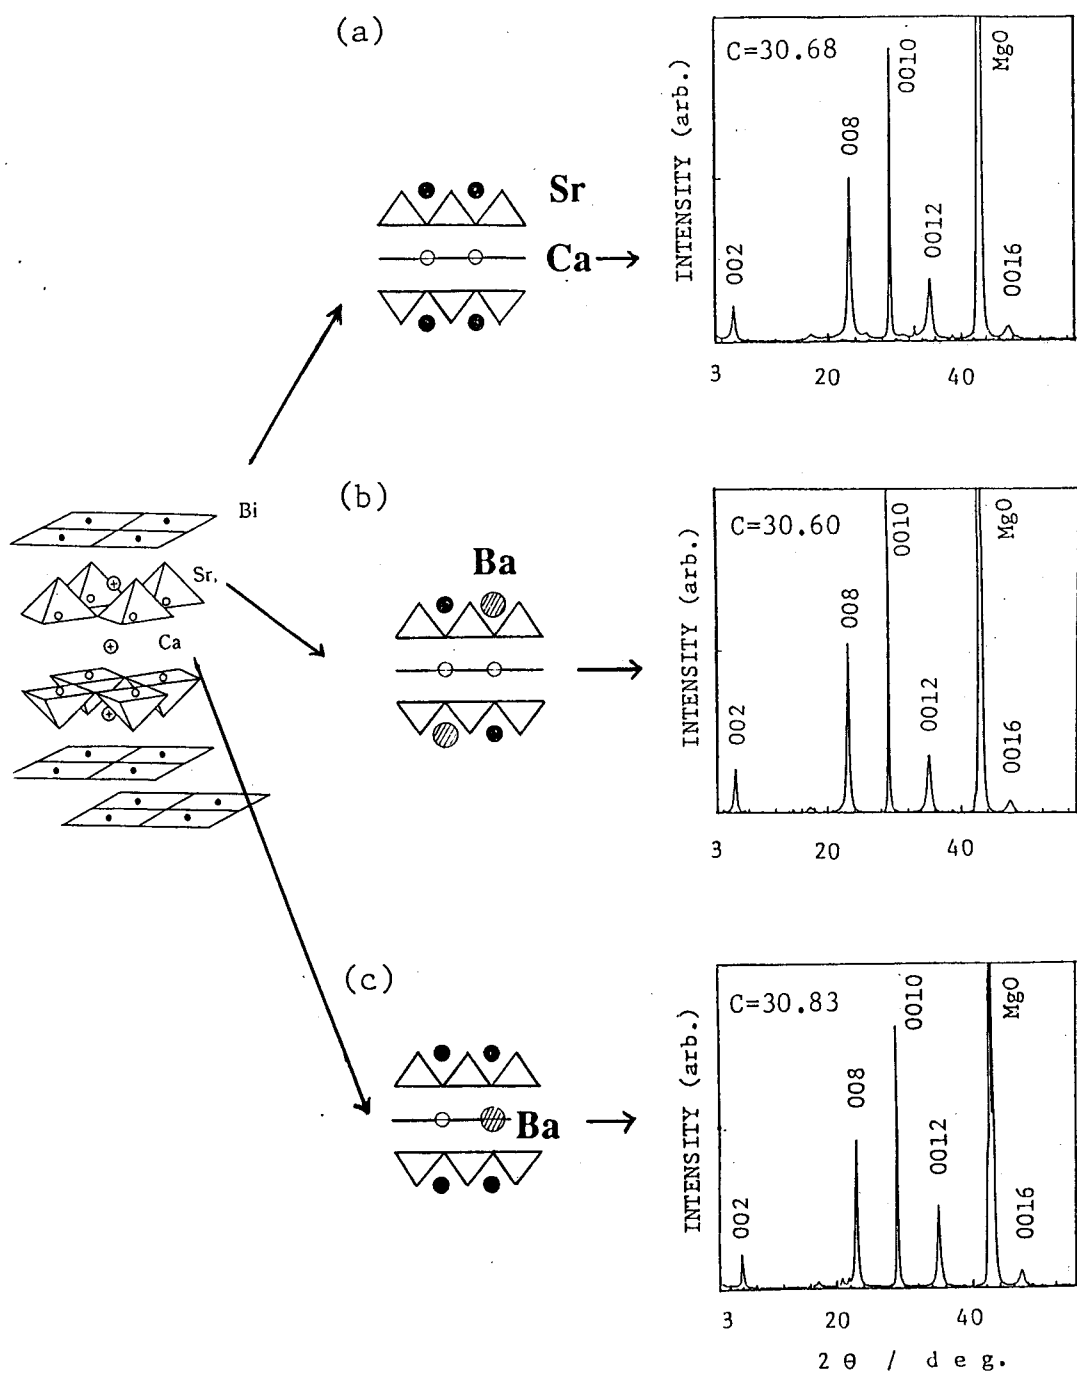 (a)
C=30.68
INTENSITY (arb.)
002
008
0010
0012
MgO
0016
3 20 40
Sr
Ca
Bi
Sr,
Ca
(b)
Ba
C=30.60
INTENSITY (arb.)
002
008
0010
0012
MgO
0016
3 20 40
(c)
Ba
C=30.83
INTENSITY (arb.)
002
008
0010
0012
MgO
0016
3 20 40
2 θ / d e g.